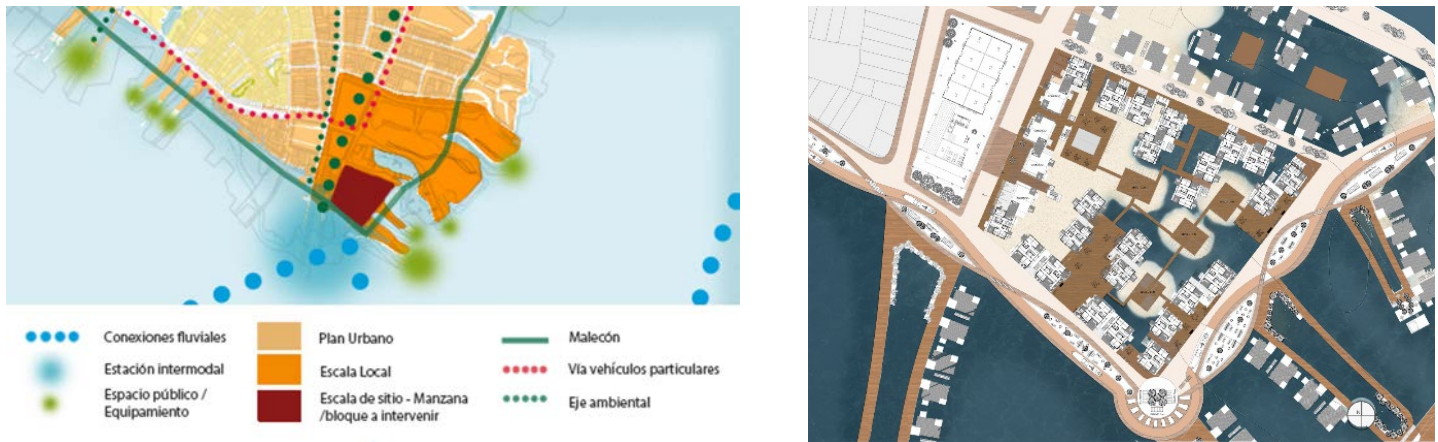 Conexiones fluviales
Estación intermodal
Espacio público /
Equipamiento
Plan Urbano
Escala Local
Escala de sitio - Manzana
/bloque a intervenir
Malecón
Vía vehículos particulares
Eje ambiental